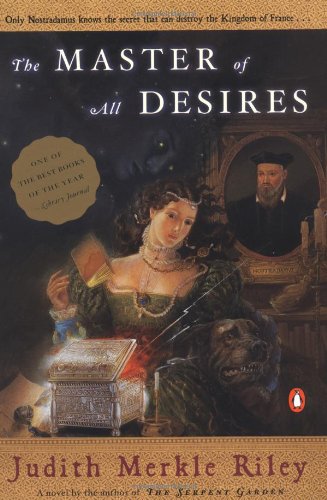 Only Nostradamus knows the secret that can destroy the Kingdom of France . . .
The MASTER of
All DESIRES
ONE OF
THE BEST BOOKS
OF THE YEAR
—Library Journal
NOSTRADAMUS
Judith Merkle Riley
A novel by the author of THE SERPENT GARDEN